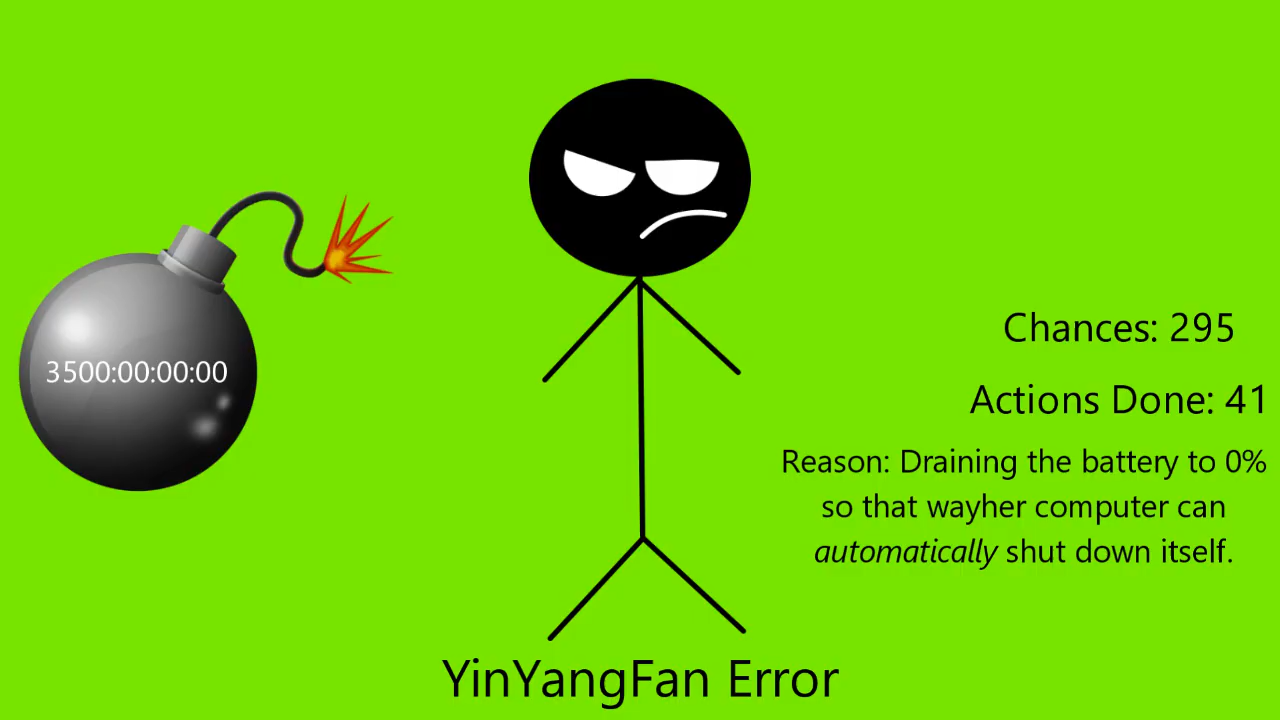 3500:00:00:00
Chances: 295
Actions Done: 41
Reason: Draining the battery to 0%
so that wayher computer can
automatically shut down itself.
YinYangFan Error